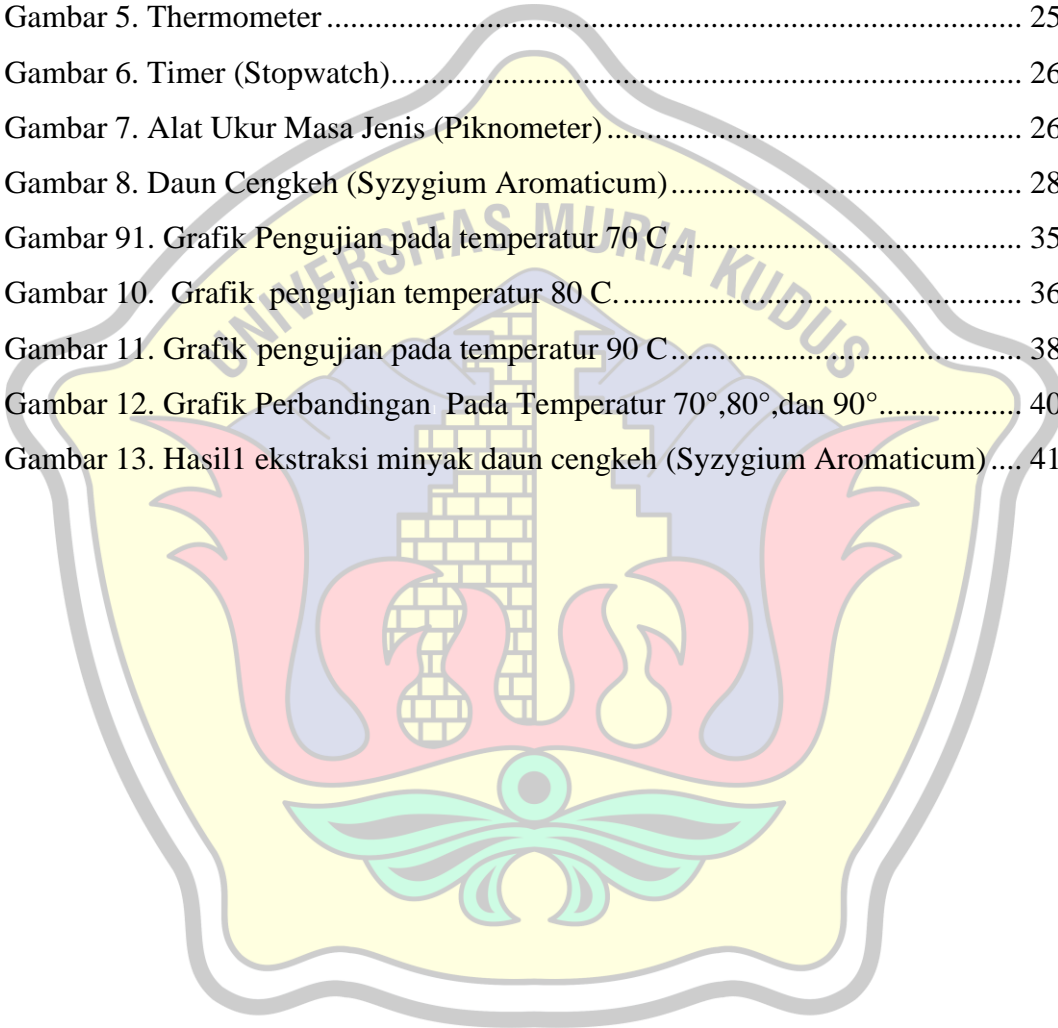 Gambar 5. Thermometer ........................................................................................ 25
Gambar 6. Timer (Stopwatch)................................................................................ 26
Gambar 7. Alat Ukur Masa Jenis (Piknometer) .................................................... 26
Gambar 8. Daun Cengkeh (Syzygium Aromaticum) ............................................ 28
Gambar 91. Grafik Pengujian pada temperatur 70 C ............................................ 35
Gambar 10.  Grafik  pengujian temperatur 80 C. .................................................. 36
Gambar 11. Grafik pengujian pada temperatur 90 C ............................................ 38
Gambar 12. Grafik Perbandingan  Pada Temperatur 70°,80°,dan 90° .................. 40
Gambar 13. Hasil1 ekstraksi minyak daun cengkeh (Syzygium Aromaticum) .... 41
UNIVERSITAS MURIA KUDUS